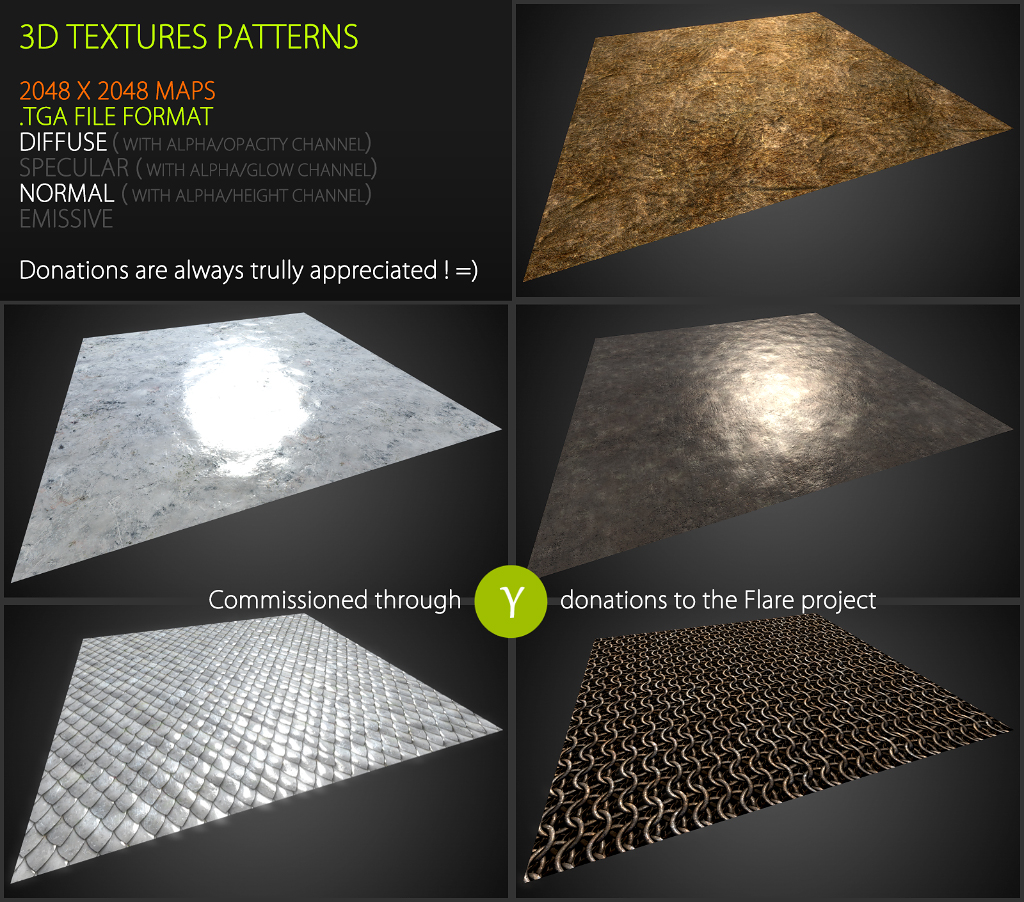 3D TEXTURES PATTERNS
2048 X 2048 MAPS
.TGA FILE FORMAT
DIFFUSE ( WITH ALPHA/OPACITY CHANNEL)
SPECULAR ( WITH ALPHA/GLOW CHANNEL)
NORMAL ( WITH ALPHA/HEIGHT CHANNEL)
EMISSIVE
Donations are always trully appreciated ! =)
Commissioned through Y donations to the Flare project